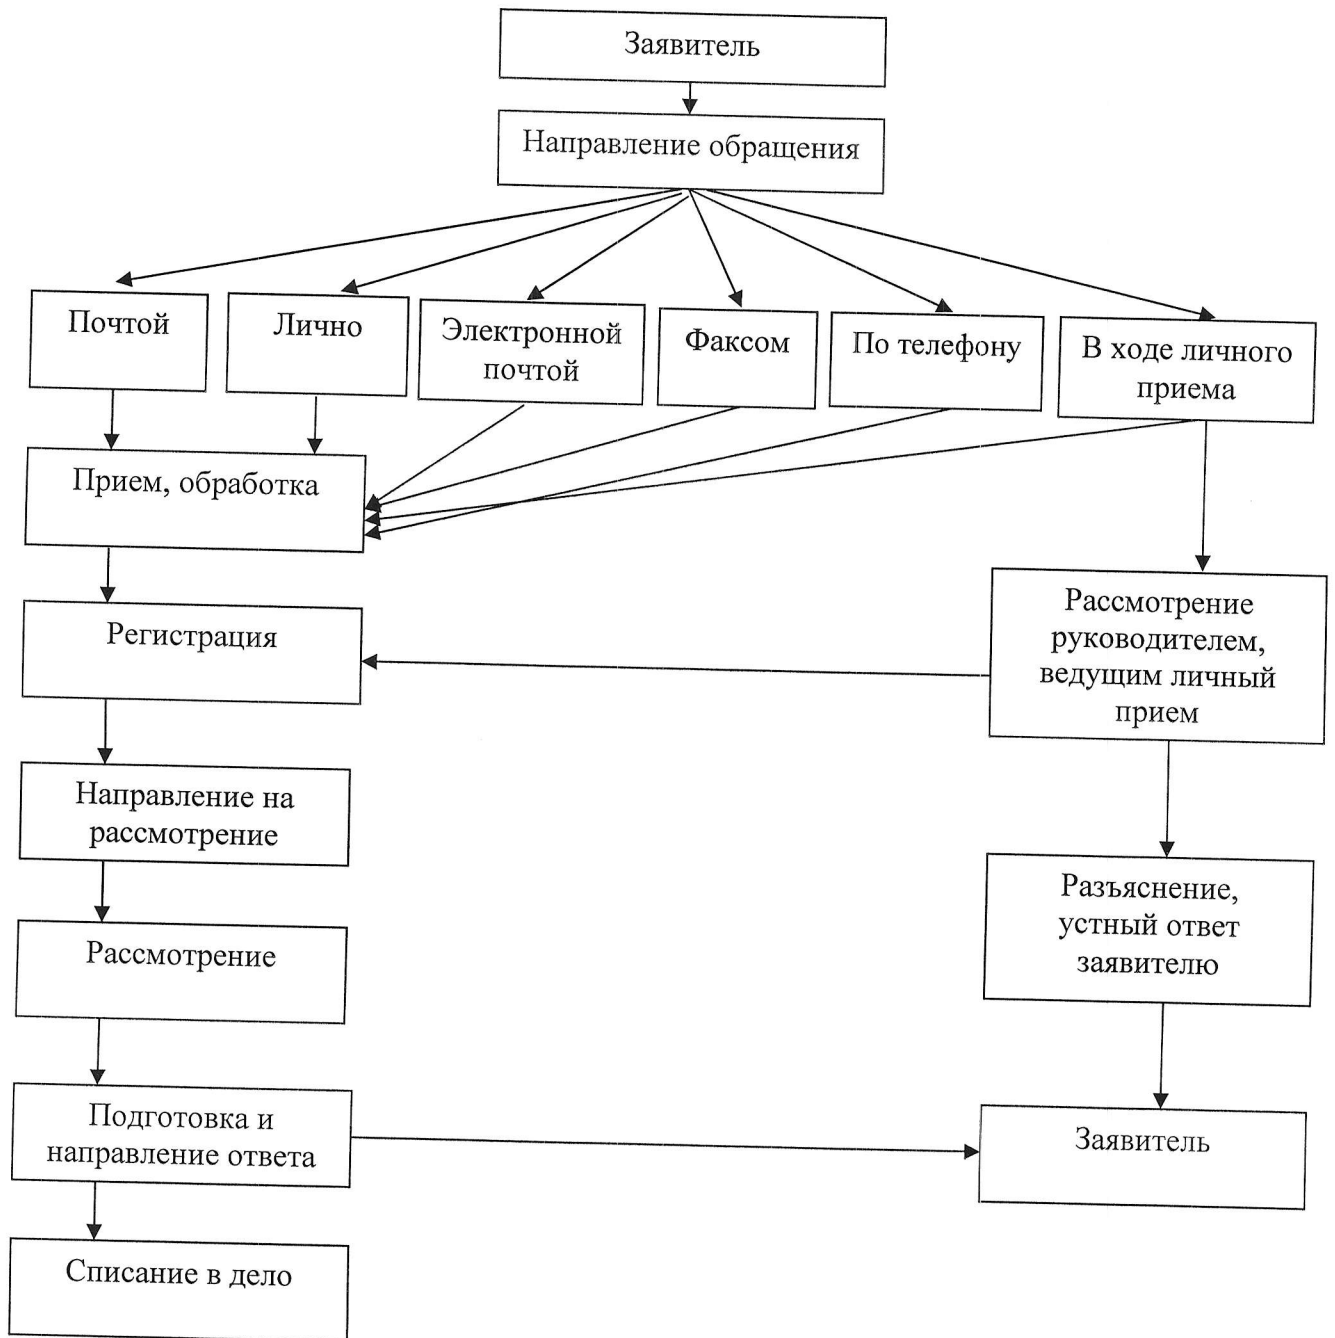 Заявитель
Направление обращения
Почтой
Лично
Электронной
почтой
Факсом
По телефону
В ходе личного
приема
Прием, обработка
Регистрация
Рассмотрение
руководителем,
ведущим личный
прием
Направление на
рассмотрение
Разъяснение,
устный ответ
заявителю
Рассмотрение
Подготовка и
направление ответа
Заявитель
Списание в дело